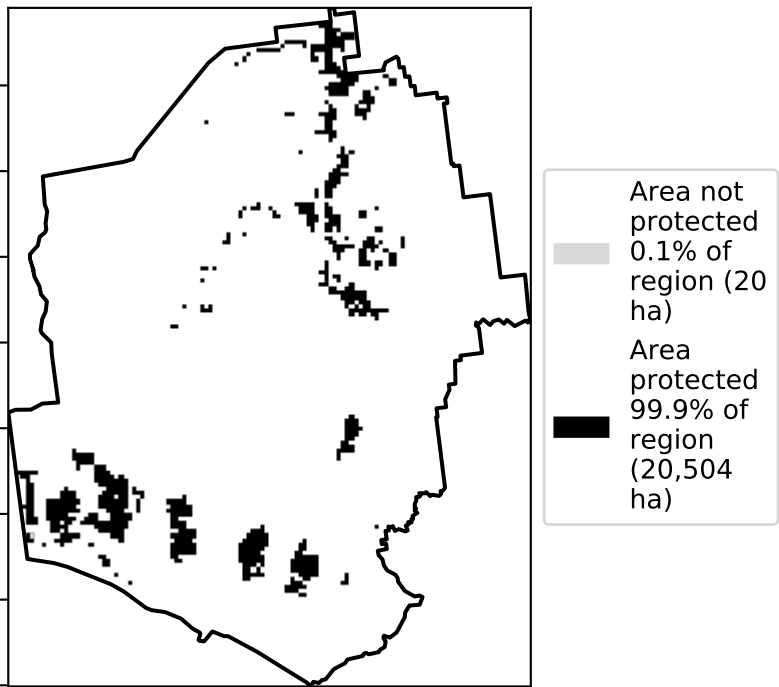 Area not
protected
0.1% of
region (20
ha)
Area
protected
99.9% of
region
(20,504
ha)